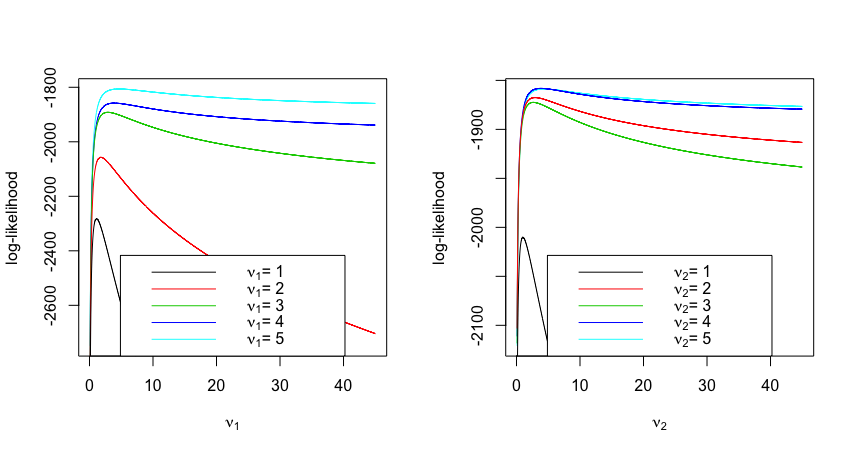 log-likelihood
-1800
-2000
-2200
-2400
-2600
0 10 20 30 40
ν1
ν1= 1
ν1= 2
ν1= 3
ν1= 4
ν1= 5
log-likelihood
-1900
-2000
-2100
0 10 20 30 40
ν2
ν2= 1
ν2= 2
ν2= 3
ν2= 4
ν2= 5